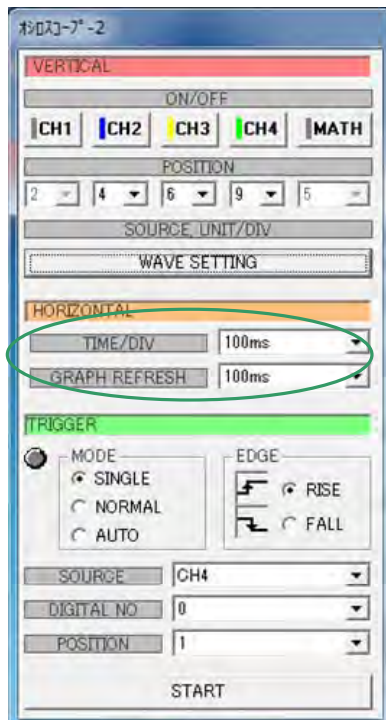 オシロスコープ-2
VERTICAL
ON/OFF
CH1 CH2 CH3 CH4 MATH
POSITION
2 4 6 9 5
SOURCE, UNIT/DIV
WAVE SETTING
HORIZONTAL
TIME/DIV 100ms
GRAPH REFRESH 100ms
TRIGGER
MODE EDGE
SINGLE
NORMAL
AUTO
RISE
FALL
SOURCE CH4
DIGITAL NO 0
POSITION 1
START